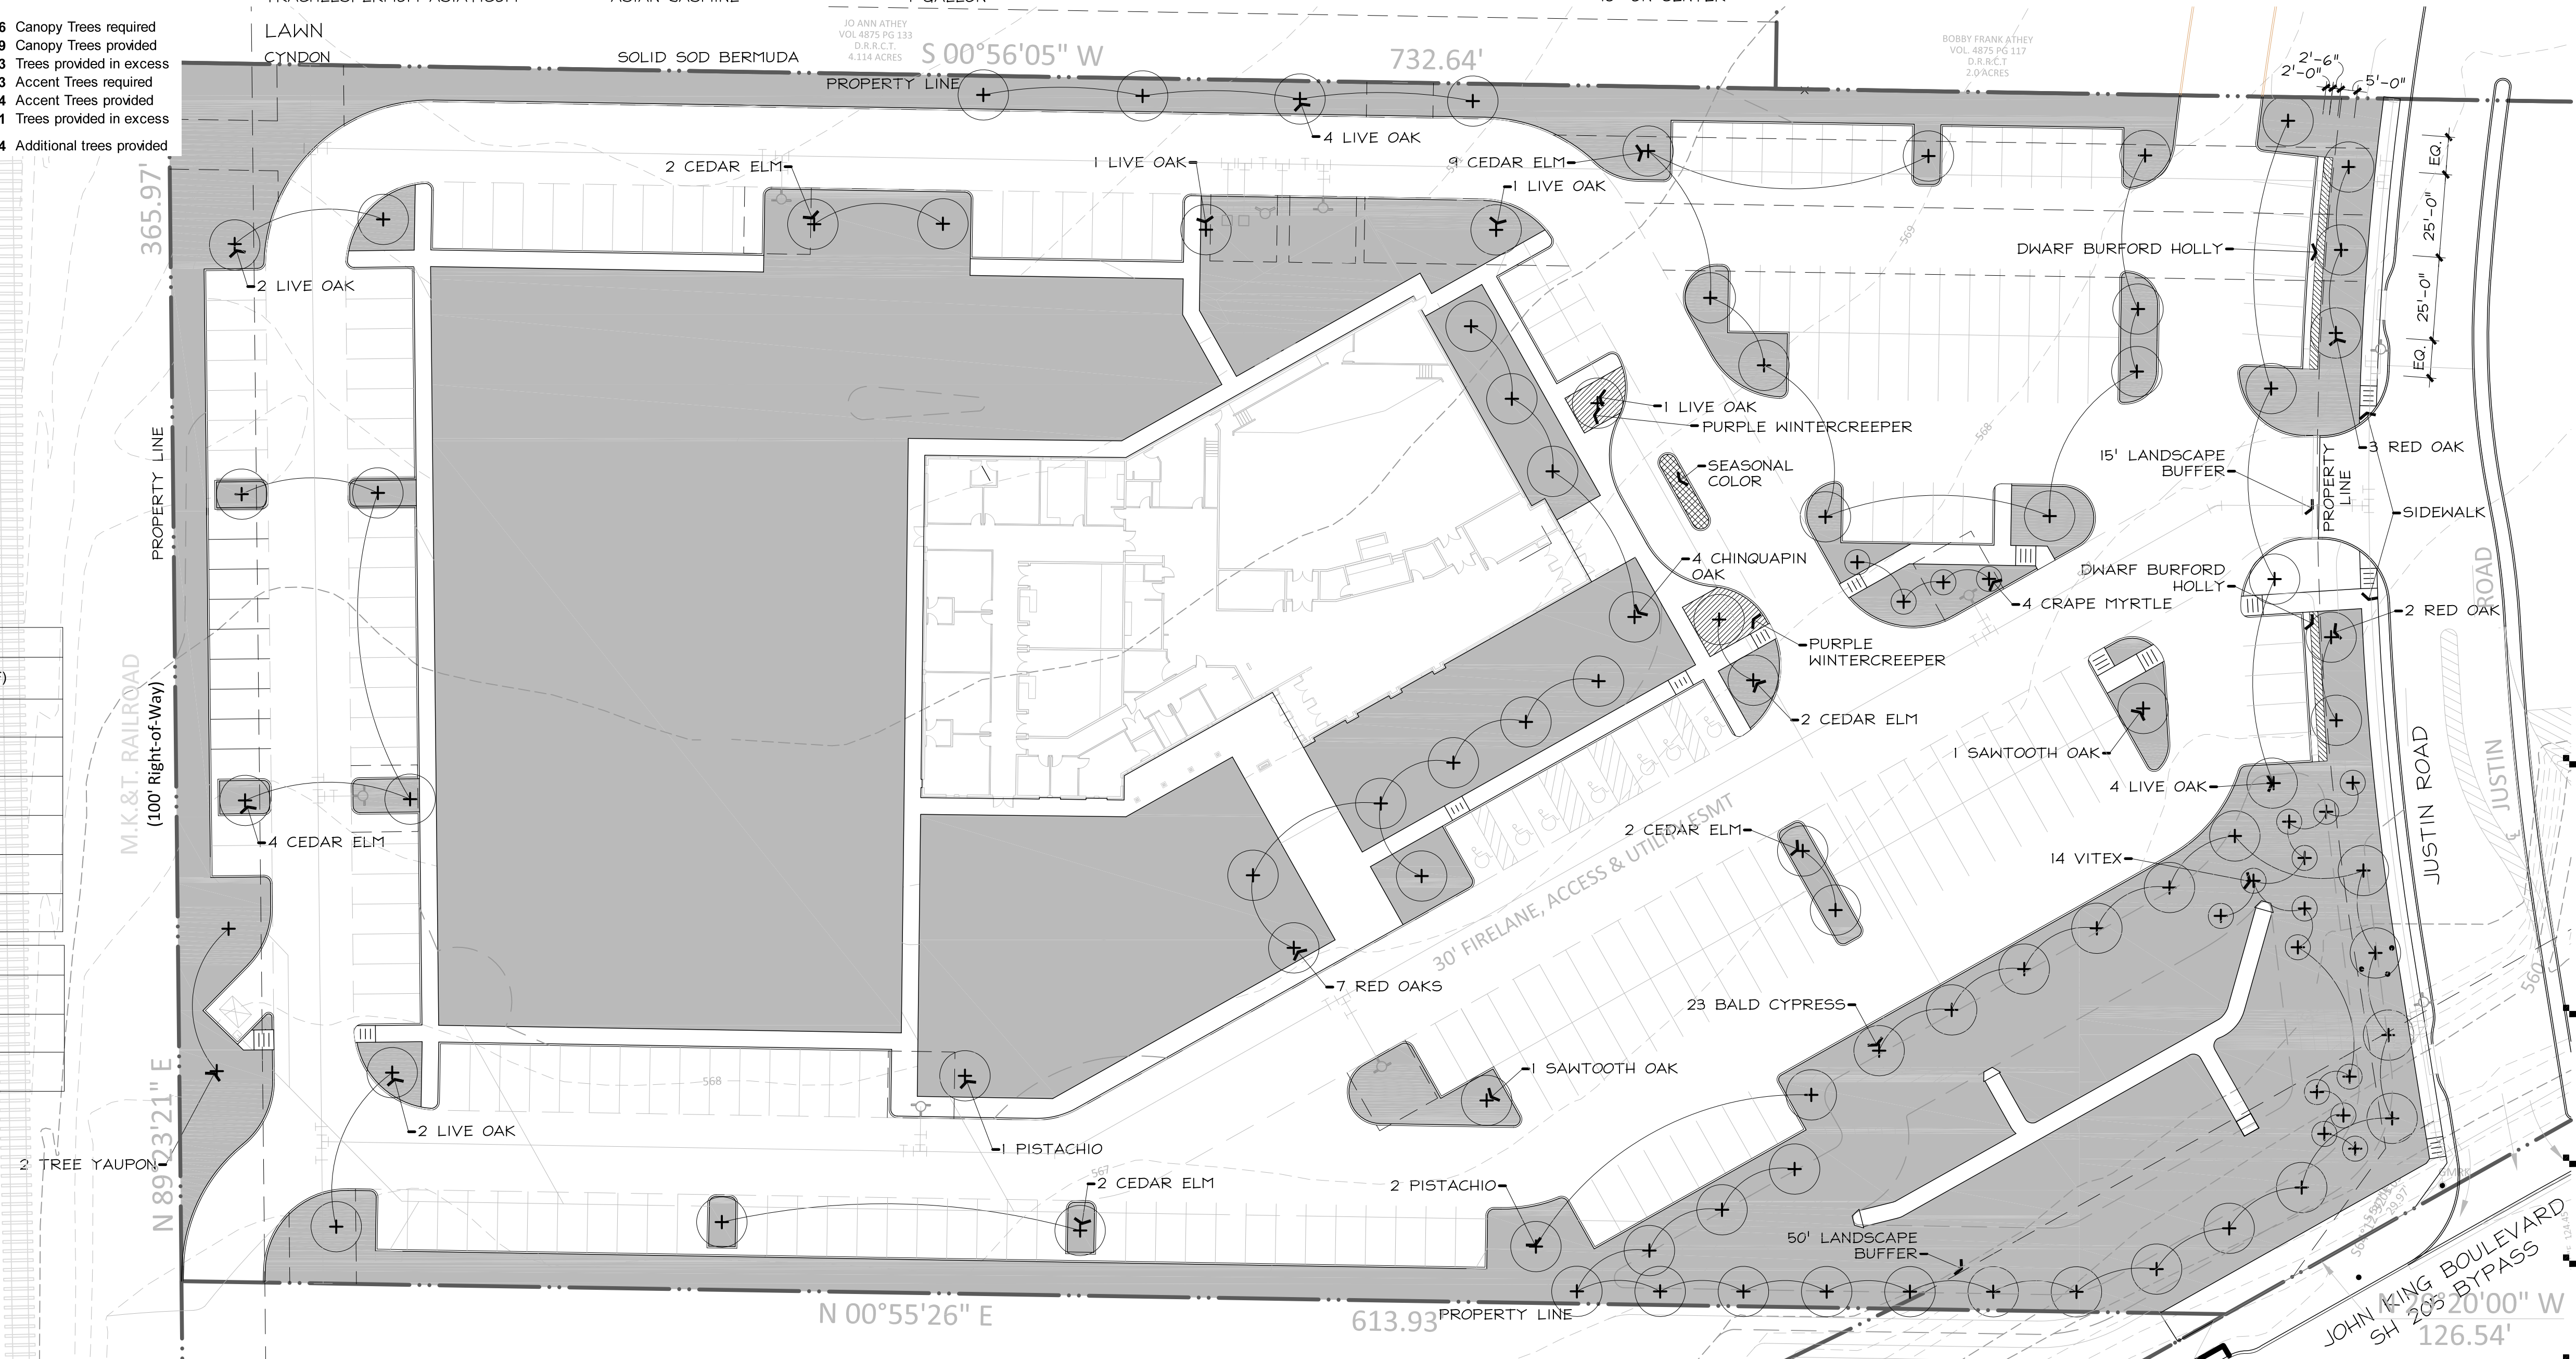 6 Canopy Trees required
9 Canopy Trees provided
3 Trees provided in excess
3 Accent Trees required
4 Accent Trees provided
1 Trees provided in excess
4 Additional trees provided
LAWN
CYNDON
SOLID SOD BERMUDA
JO ANN ATHEY
VOL 4875 PG 133
D.R.R.C.T.
4.114 ACRES
S 00°56'05" W
732.64'
BOBBY FRANK ATHEY
VOL. 4875 PG 117
D.R.R.C.T
2.0 ACRES
PROPERTY LINE
2'-6"
2'-0"
5'-0"
4 LIVE OAK
2 CEDAR ELM
1 LIVE OAK
9 CEDAR ELM
1 LIVE OAK
EQ.
25'-0"
25'-0"
EQ.
365.97'
2 LIVE OAK
569
DWARF BURFORD HOLLY
1 LIVE OAK
PURPLE WINTERCREEPER
568
3 RED OAK
15' LANDSCAPE
BUFFER
PROPERTY
LINE
SEASONAL
COLOR
SIDEWALK
PROPERTY LINE
4 CHINQUAPIN
OAK
DWARF BURFORD
HOLLY
4 CRAPE MYRTLE
2 RED OAK
ROAD
PURPLE
WINTERCREEPER
M.K.&T. RAILROAD
(100' Right-of-Way)
2 CEDAR ELM
1 SAWTOOTH OAK
4 LIVE OAK
JUSTIN ROAD
JUSTIN
2 CEDAR ELM
30' FIRELANE, ACCESS & UTILITY ESMT
4 CEDAR ELM
14 VITEX
7 RED OAKS
23 BALD CYPRESS
560
1 SAWTOOTH OAK
568
2 LIVE OAK
1 PISTACHIO
N 89°23'21" E
2 TREE YAUPON
567
2 CEDAR ELM
2 PISTACHIO
50' LANDSCAPE
BUFFER
N 00°55'26" E
613.93'
PROPERTY LINE
JOHN KING BOULEVARD
SH 205 BYPASS
126.54'